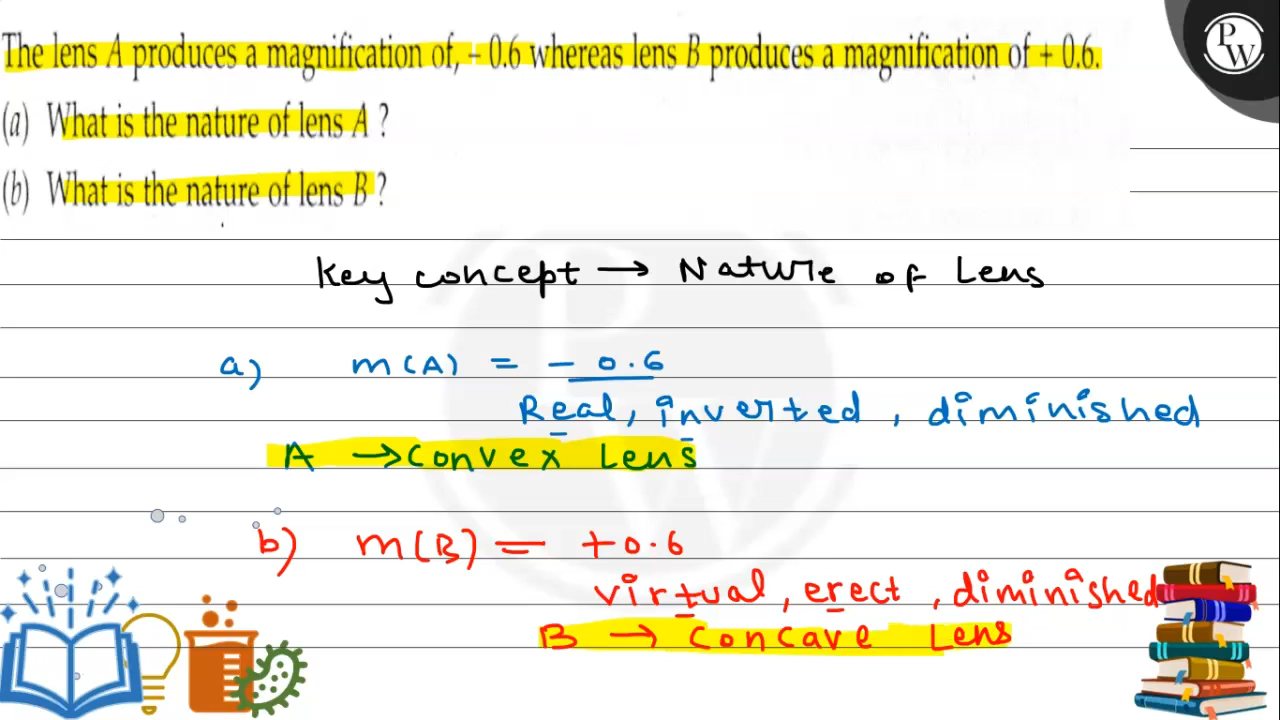 The lens A produces a magnification of, – 0.6 whereas lens B produces a magnification of + 0.6.
(a) What is the nature of lens A ?
(b) What is the nature of lens B ?
Key concept → Nature of Lens
a) m(A) = – 0.6
Real, inverted, diminished
A → Convex Lens
b) m(B) = +0.6
virtual, erect, diminished
B → Concave Lens
PW
PW